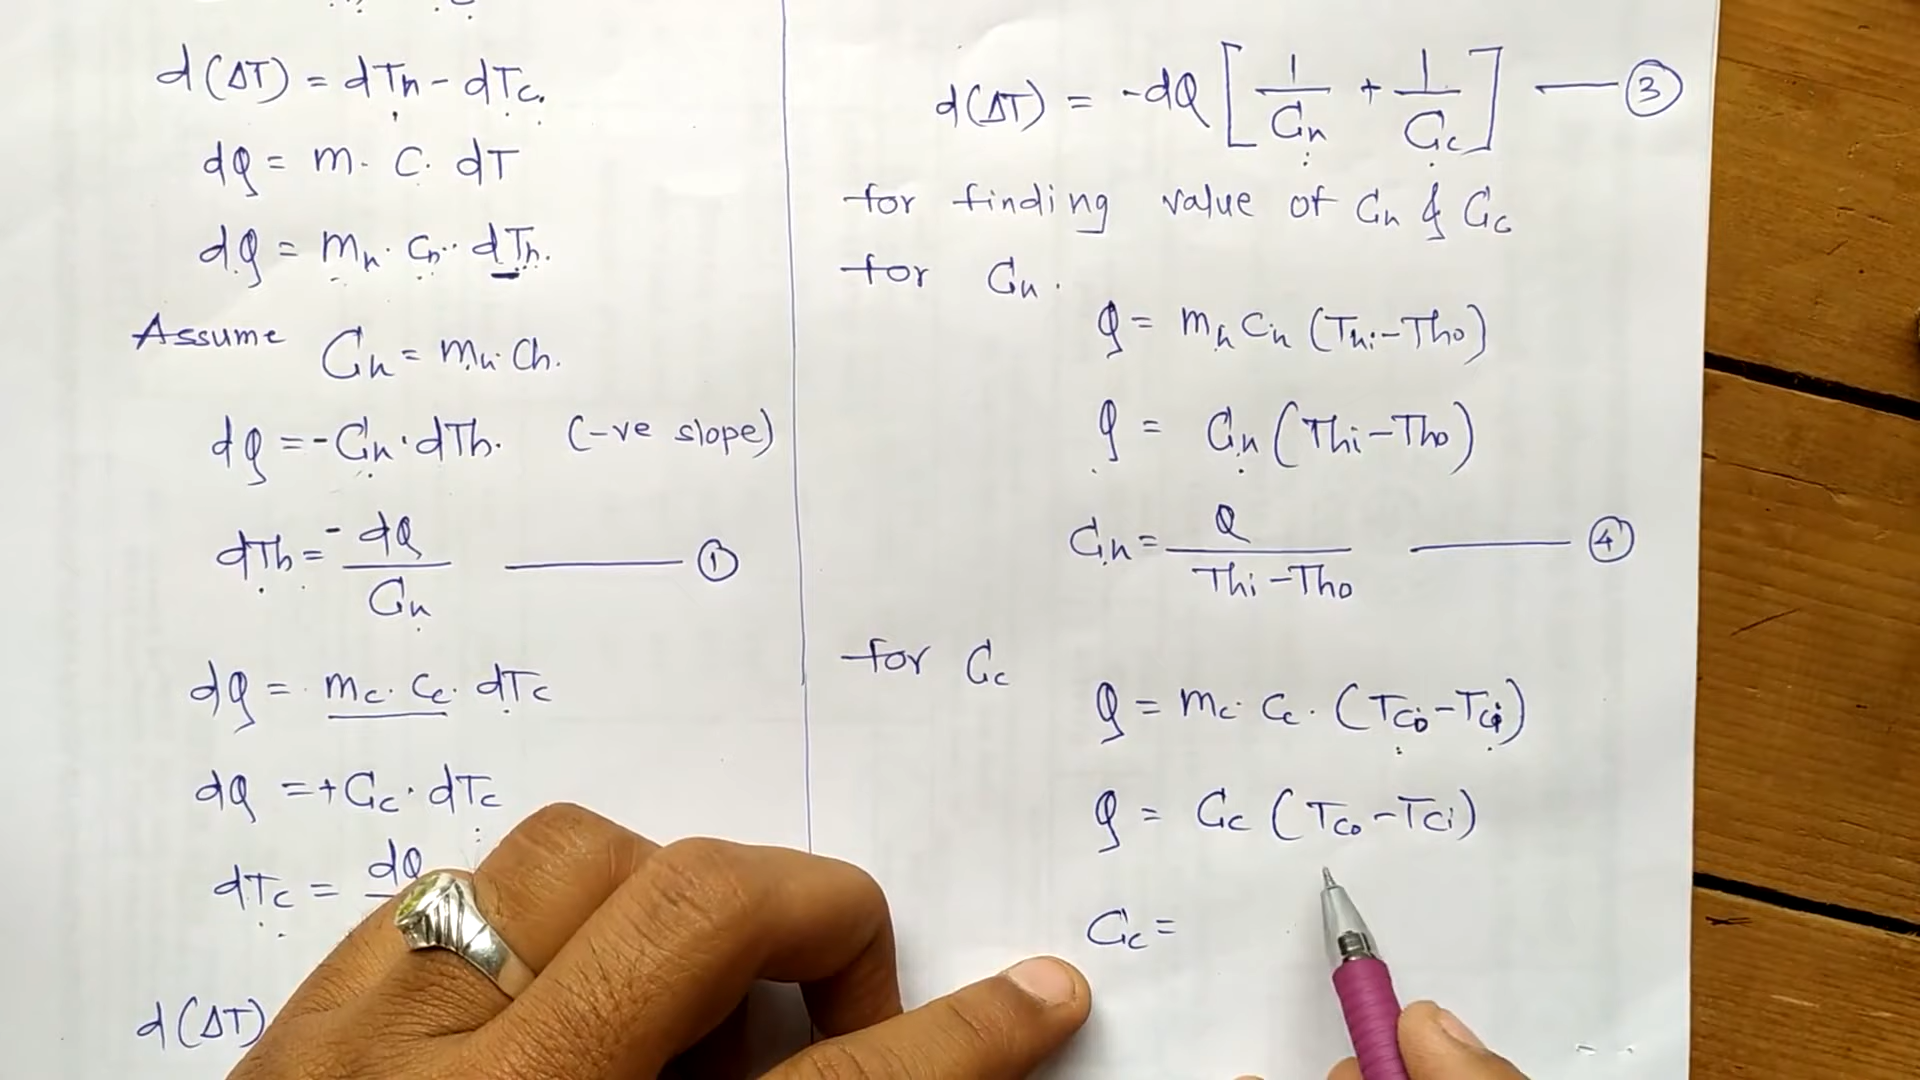 d(ΔT) = dTh - dTc.
dQ = m. C. dT
dQ = mh. Ch. dTh.
Assume Ch = mh. Ch.
dQ = -Ch. dTh. (-ve slope)
dTh = -dQ / Ch ——— ①
dQ = mc. Cc. dTc
dQ = +Cc. dTc
dTc = dQ
d(ΔT)
d(ΔT) = -dQ [1/Ch + 1/Cc] — ③
for finding value of Ch & Cc
for Ch.
Q = mh Ch (Thi-Tho)
Q = Ch (Thi-Tho)
Ch = Q / Thi-Tho ——— ④
for Cc
Q = mc. Cc. (Tco-Tci)
Q = Cc (Tco-Tci)
Cc =